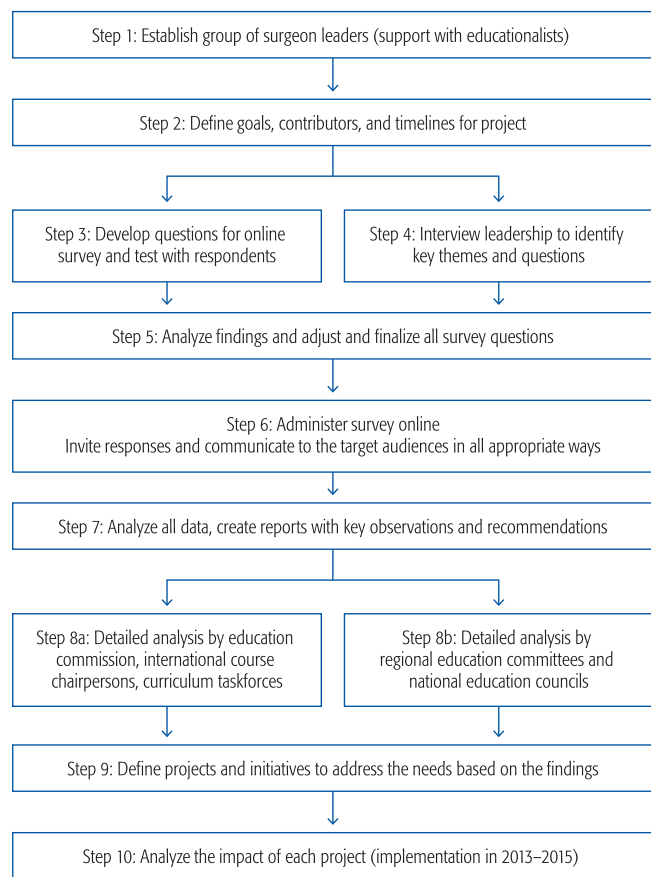 Step 1: Establish group of surgeon leaders (support with educationalists)
Step 2: Define goals, contributors, and timelines for project
Step 3: Develop questions for online
survey and test with respondents
Step 4: Interview leadership to identify
key themes and questions
Step 5: Analyze findings and adjust and finalize all survey questions
Step 6: Administer survey online
Invite responses and communicate to the target audiences in all appropriate ways
Step 7: Analyze all data, create reports with key observations and recommendations
Step 8a: Detailed analysis by education
commission, international course
chairpersons, curriculum taskforces
Step 8b: Detailed analysis by
regional education committees and
national education councils
Step 9: Define projects and initiatives to address the needs based on the findings
Step 10: Analyze the impact of each project (implementation in 2013–2015)